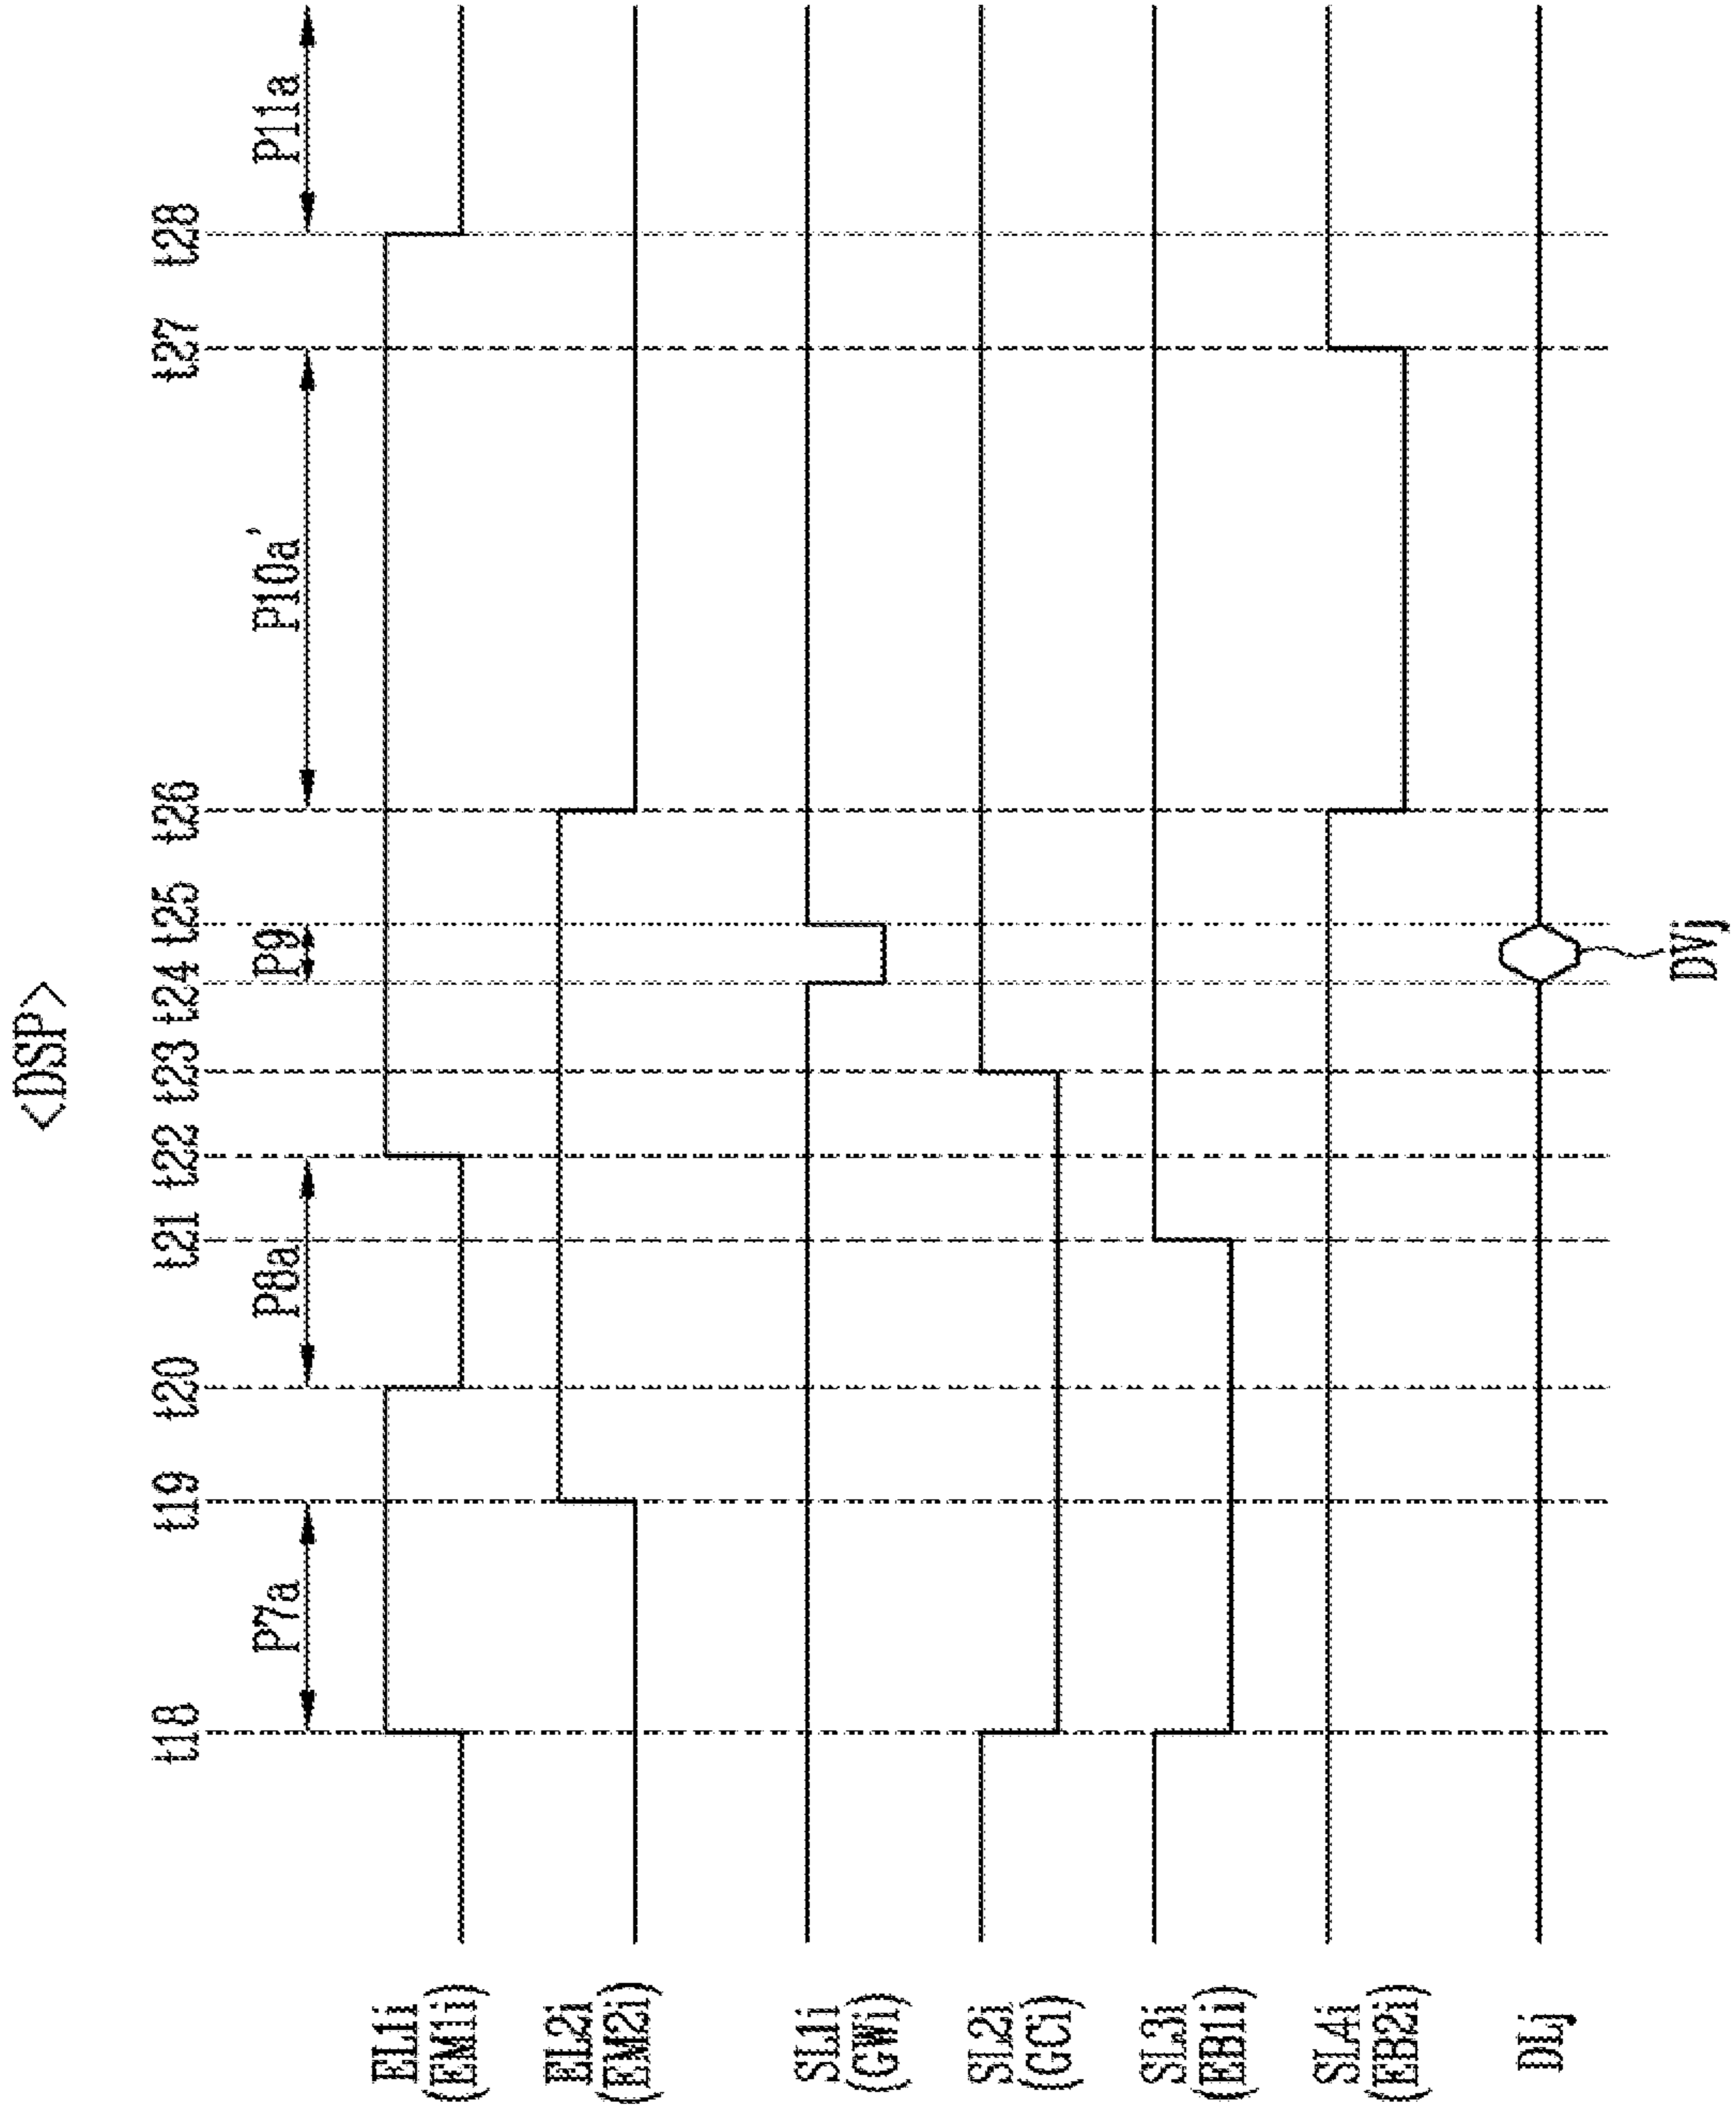 <DSP>
t18 t19 t20 t21 t22 t23 t24 t25 t26 t27 t28
P7a P8a P9 P10a' P11a
EL1i
(EM1i)
EL2i
(EM2i)
SL1i
(GWi)
SL2i
(GCi)
SL3i
(EB1i)
SL4i
(EB2i)
DLj
DVj